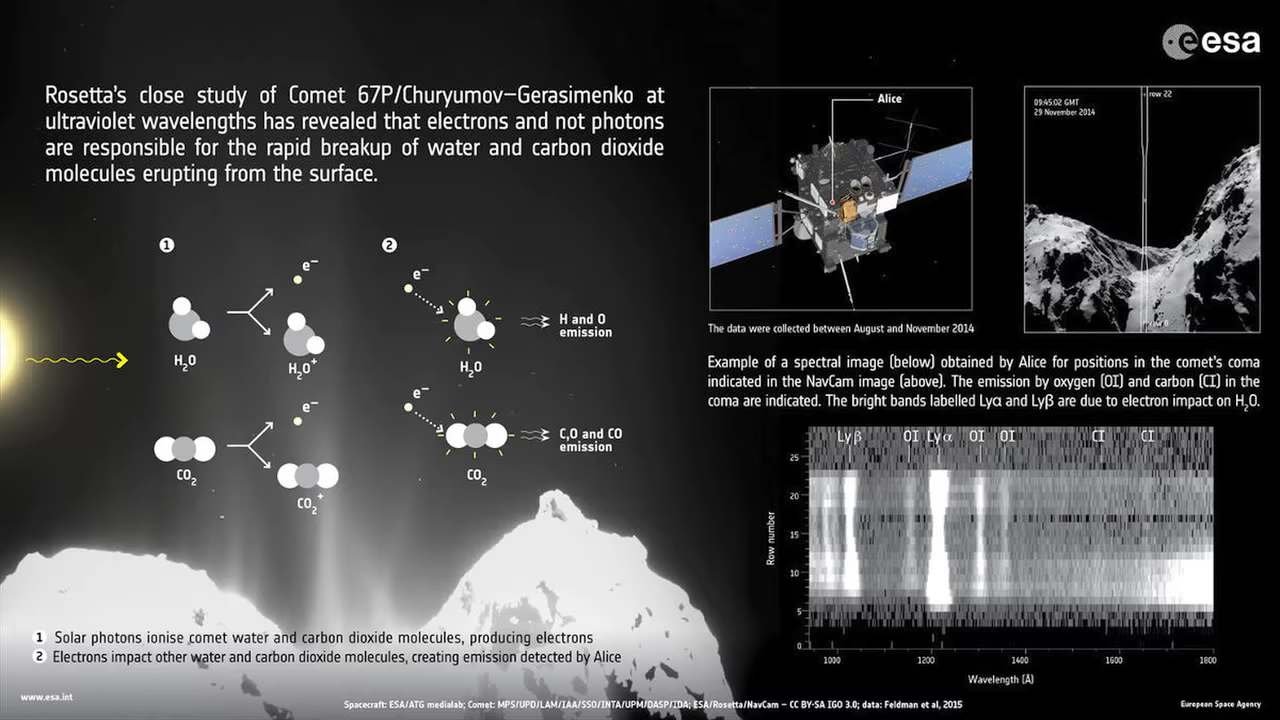 esa
Rosetta's close study of Comet 67P/Churyumov–Gerasimenko at
ultraviolet wavelengths has revealed that electrons and not photons
are responsible for the rapid breakup of water and carbon dioxide
molecules erupting from the surface.
1
2
e⁻
H₂O
H₂O⁺
e⁻
H₂O
H and O
emission
e⁻
CO₂
CO₂⁺
e⁻
CO₂
C,O and CO
emission
1 Solar photons ionise comet water and carbon dioxide molecules, producing electrons
2 Electrons impact other water and carbon dioxide molecules, creating emission detected by Alice
Alice
The data were collected between August and November 2014
row 22
09:45:02 GMT
29 November 2014
Example of a spectral image (below) obtained by Alice for positions in the comet's coma
indicated in the NavCam image (above). The emission by oxygen (OI) and carbon (CI) in the
coma are indicated. The bright bands labelled Lyα and Lyβ are due to electron impact on H₂O.
Ly β OI Ly α OI OI CI CI
25
20
15
10
5
0
Row number
1000 1200 1400 1600 1800
Wavelength (Å)
www.esa.int
Spacecraft: ESA/ATG medialab; Comet: MPS/UPD/LAM/IAA/SSO/INTA/UPM/DASP/IDA; ESA/Rosetta/NavCam – CC BY-SA IGO 3.0; data: Feldman et al, 2015
European Space Agency